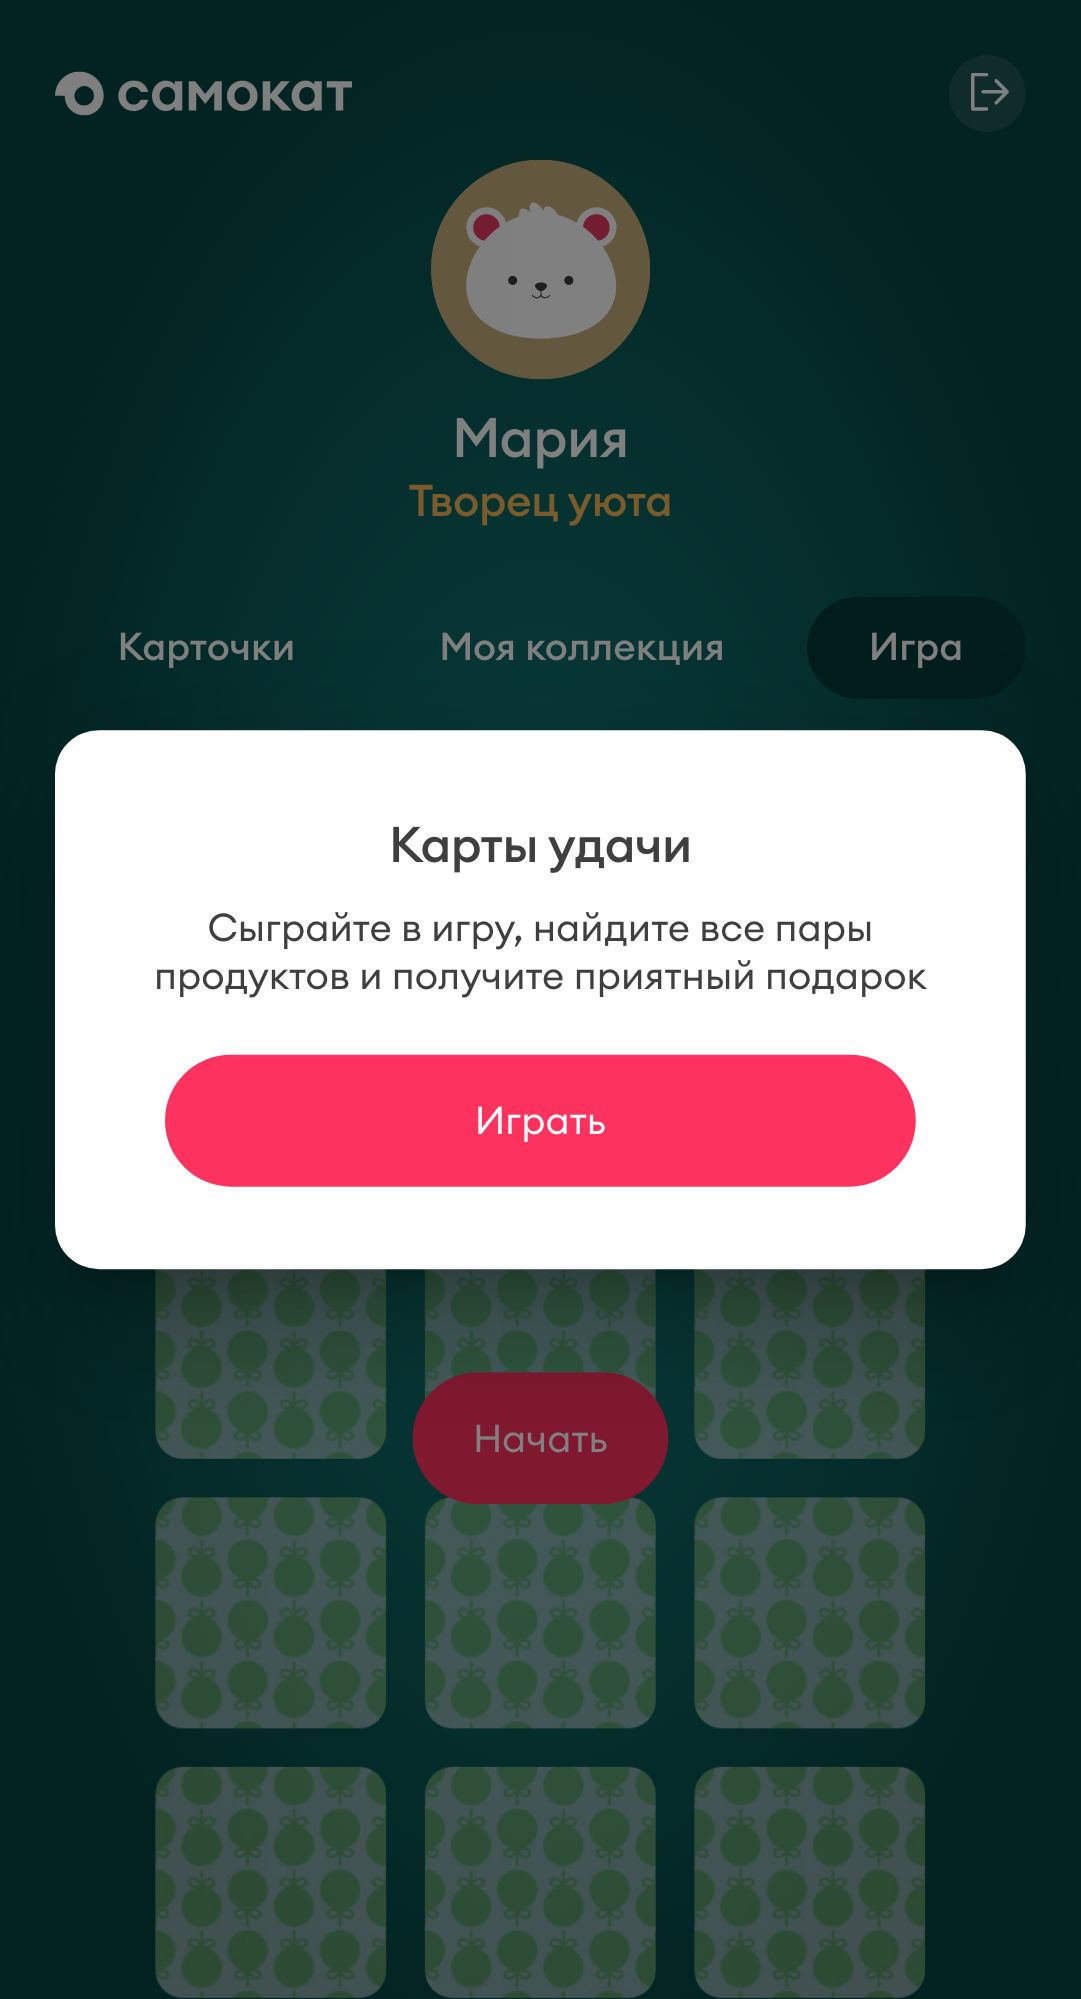 самокат
Мария
Творец уюта
Карточки
Моя коллекция
Игра
Карты удачи
Сыграйте в игру, найдите все пары
продуктов и получите приятный подарок
Играть
Начать